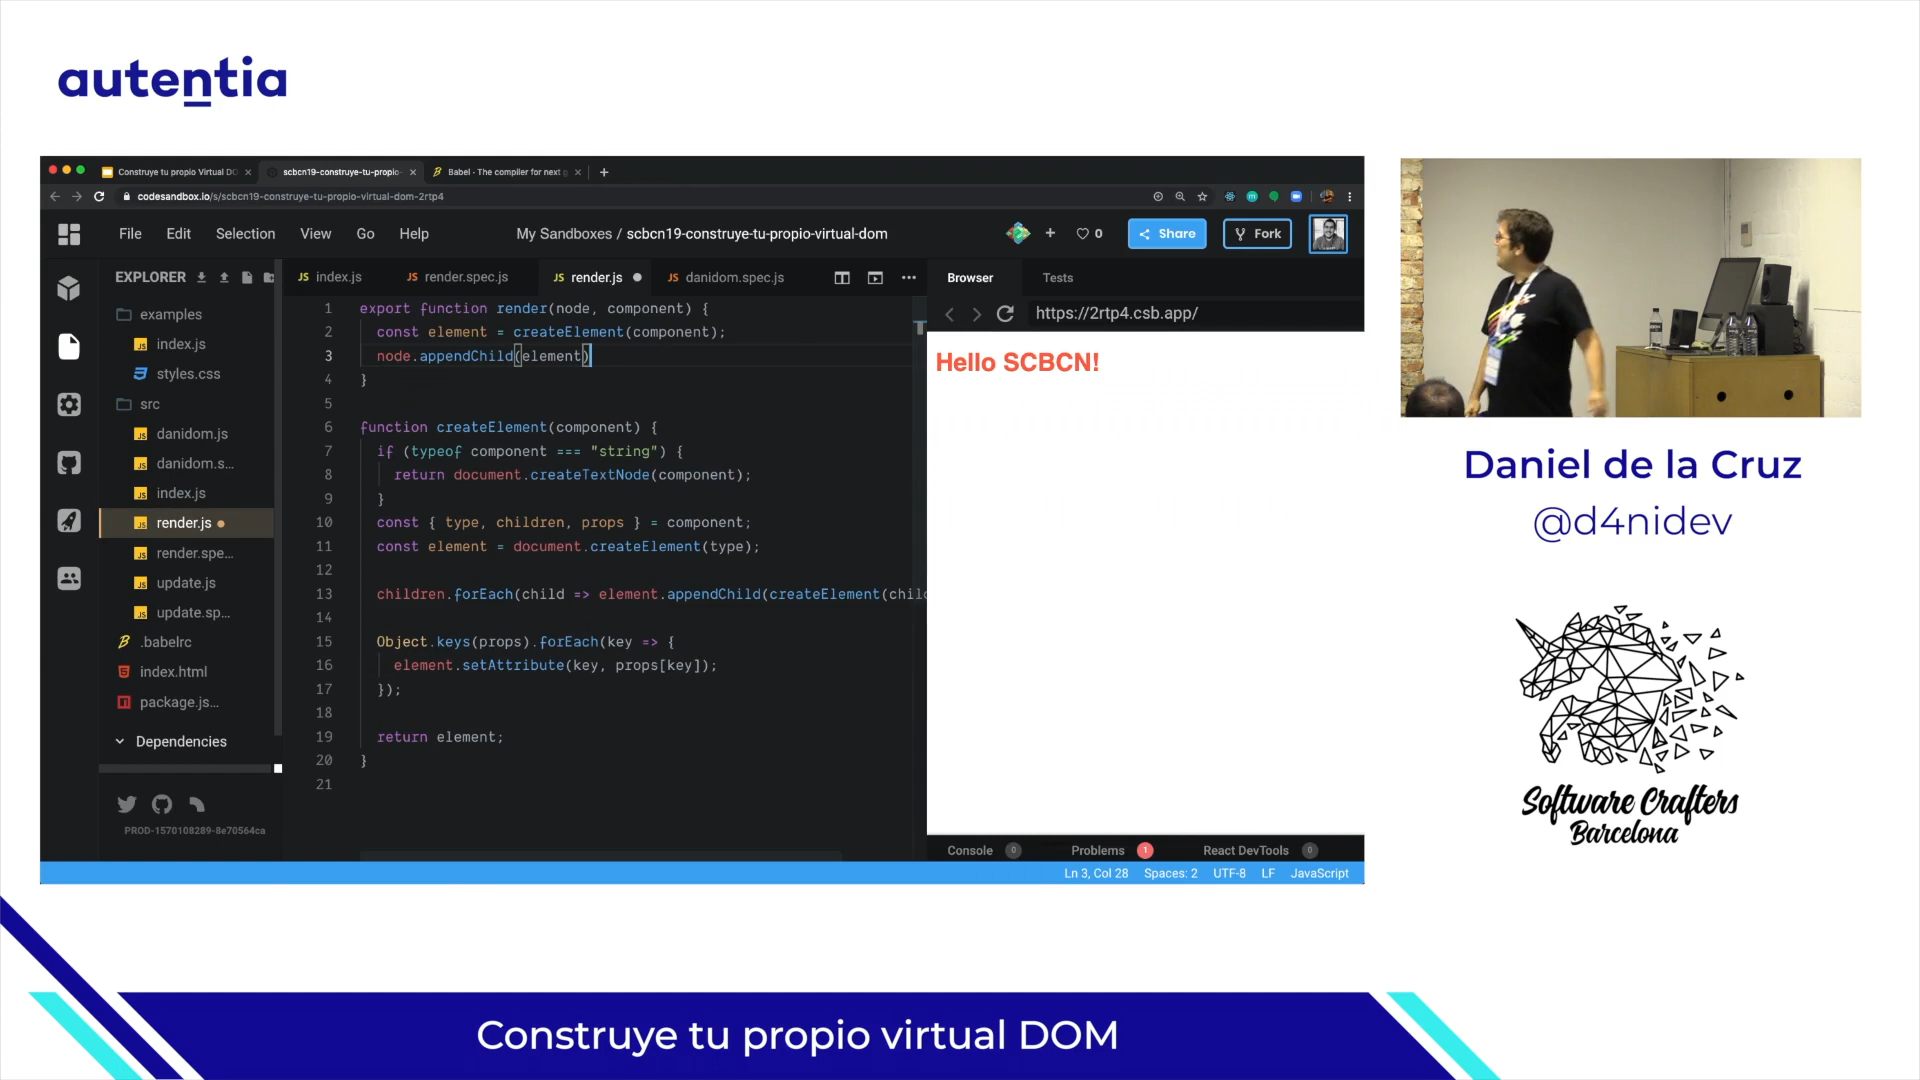 autentia
Construye tu propio Virtual DO
scbcn19-construye-tu-propio-
Babel · The compiler for next g
codesandbox.io/s/scbcn19-construye-tu-propio-virtual-dom-2rtp4
File Edit Selection View Go Help
My Sandboxes / scbcn19-construye-tu-propio-virtual-dom
0
Share
Fork
EXPLORER
examples
index.js
styles.css
src
danidom.js
danidom.s...
index.js
render.js
render.spe...
update.js
update.sp...
.babelrc
index.html
package.js...
Dependencies
PROD-1570108289-8e70564ca
JS index.js
JS render.spec.js
JS render.js
JS danidom.spec.js
1 export function render(node, component) {
2 const element = createElement(component);
3 node.appendChild(element)
4 }
5
6 function createElement(component) {
7 if (typeof component === "string") {
8 return document.createTextNode(component);
9 }
10 const { type, children, props } = component;
11 const element = document.createElement(type);
12
13 children.forEach(child => element.appendChild(createElement(chil
14
15 Object.keys(props).forEach(key => {
16 element.setAttribute(key, props[key]);
17 });
18
19 return element;
20 }
21
Browser
Tests
https://2rtp4.csb.app/
Hello SCBCN!
Console 0
Problems 1
React DevTools 0
Ln 3, Col 28 Spaces: 2 UTF-8 LF JavaScript
Daniel de la Cruz
@d4nidev
Software Crafters
Barcelona
Construye tu propio virtual DOM